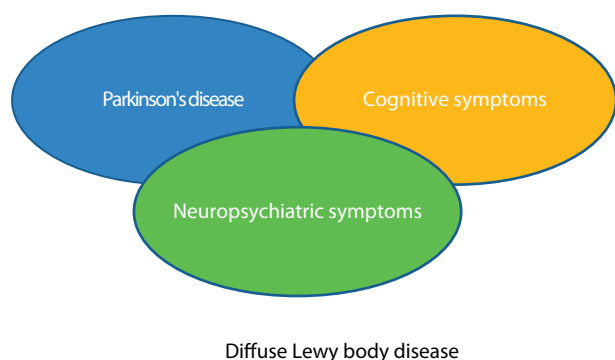 Parkinson's disease
Cognitive symptoms
Neuropsychiatric symptoms
Diffuse Lewy body disease